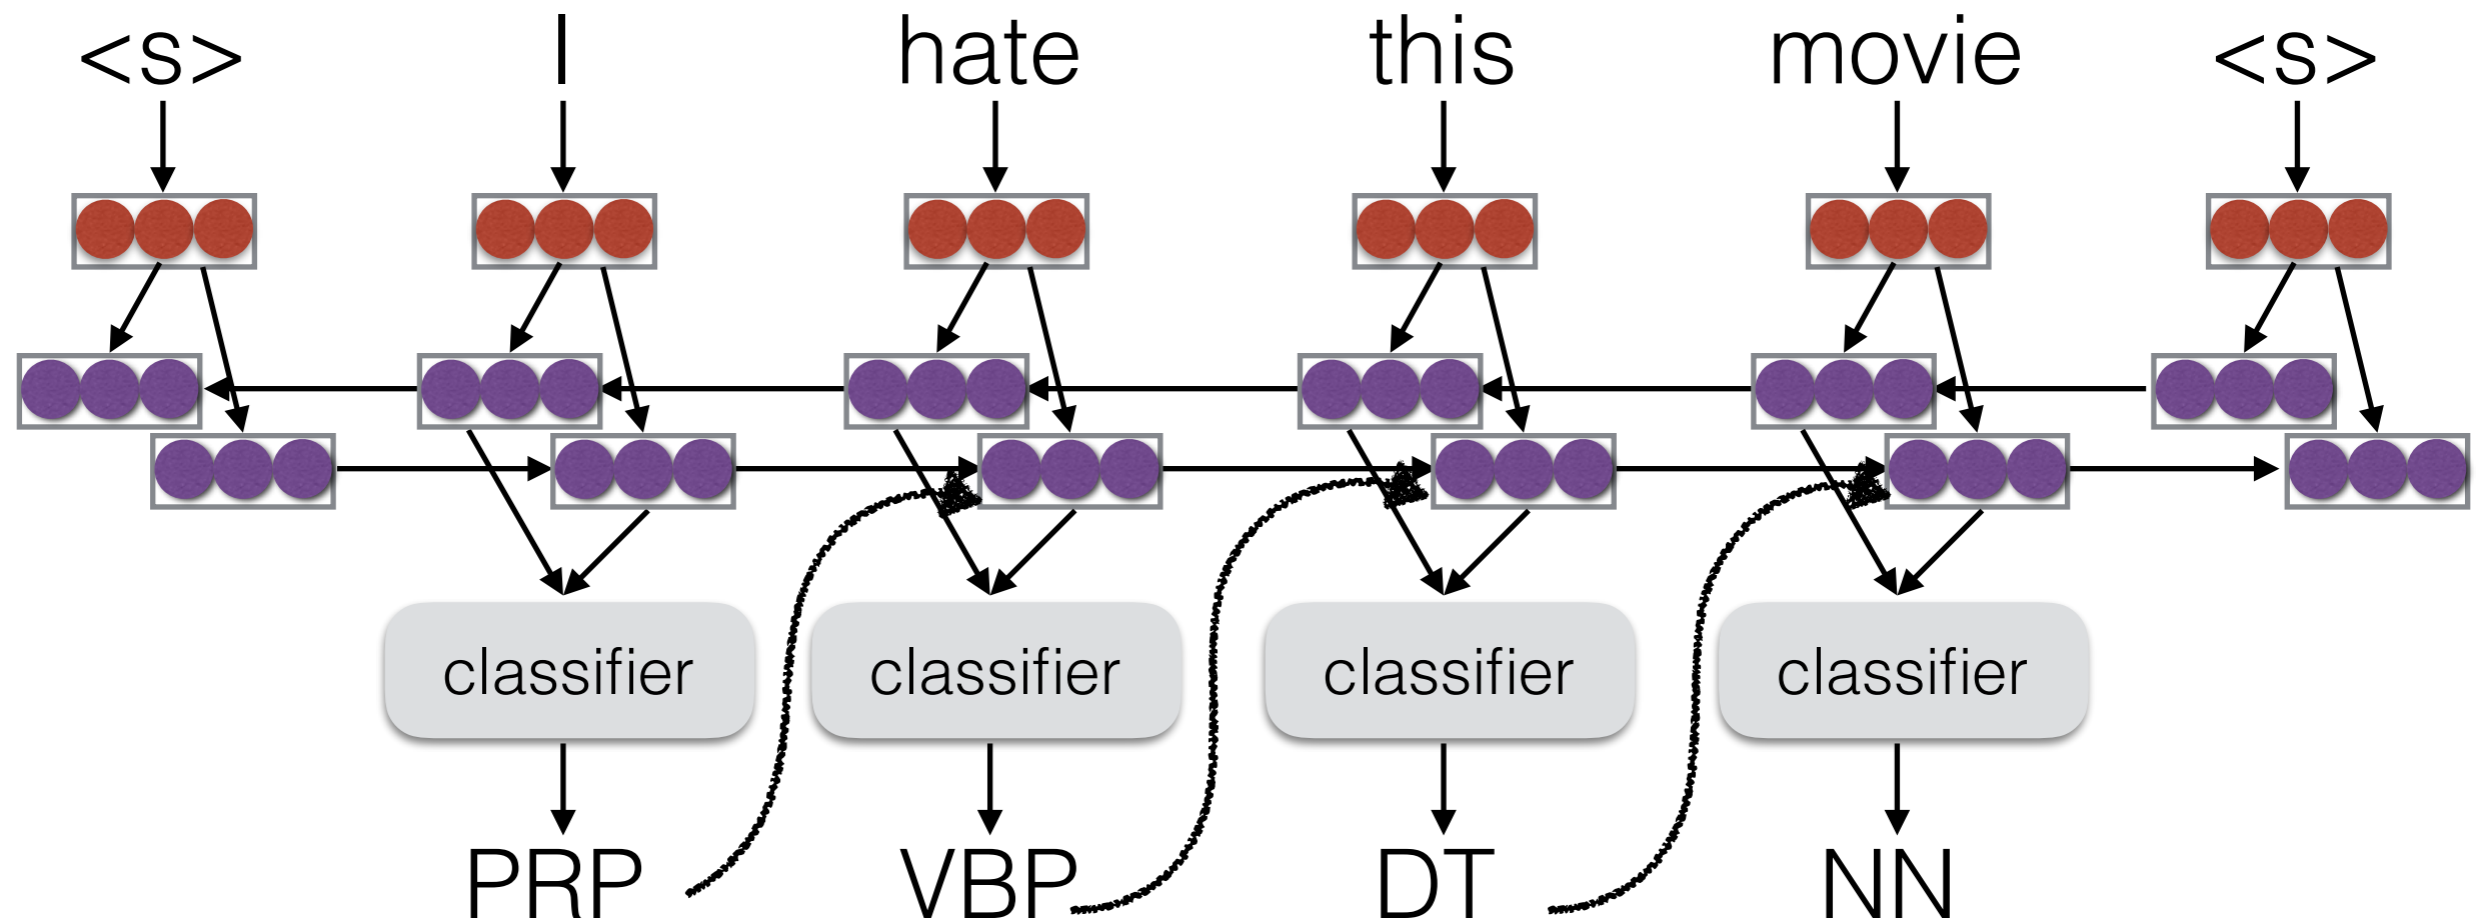 <s> I hate this movie <s>
classifier classifier classifier classifier
PRP VBP DT NN